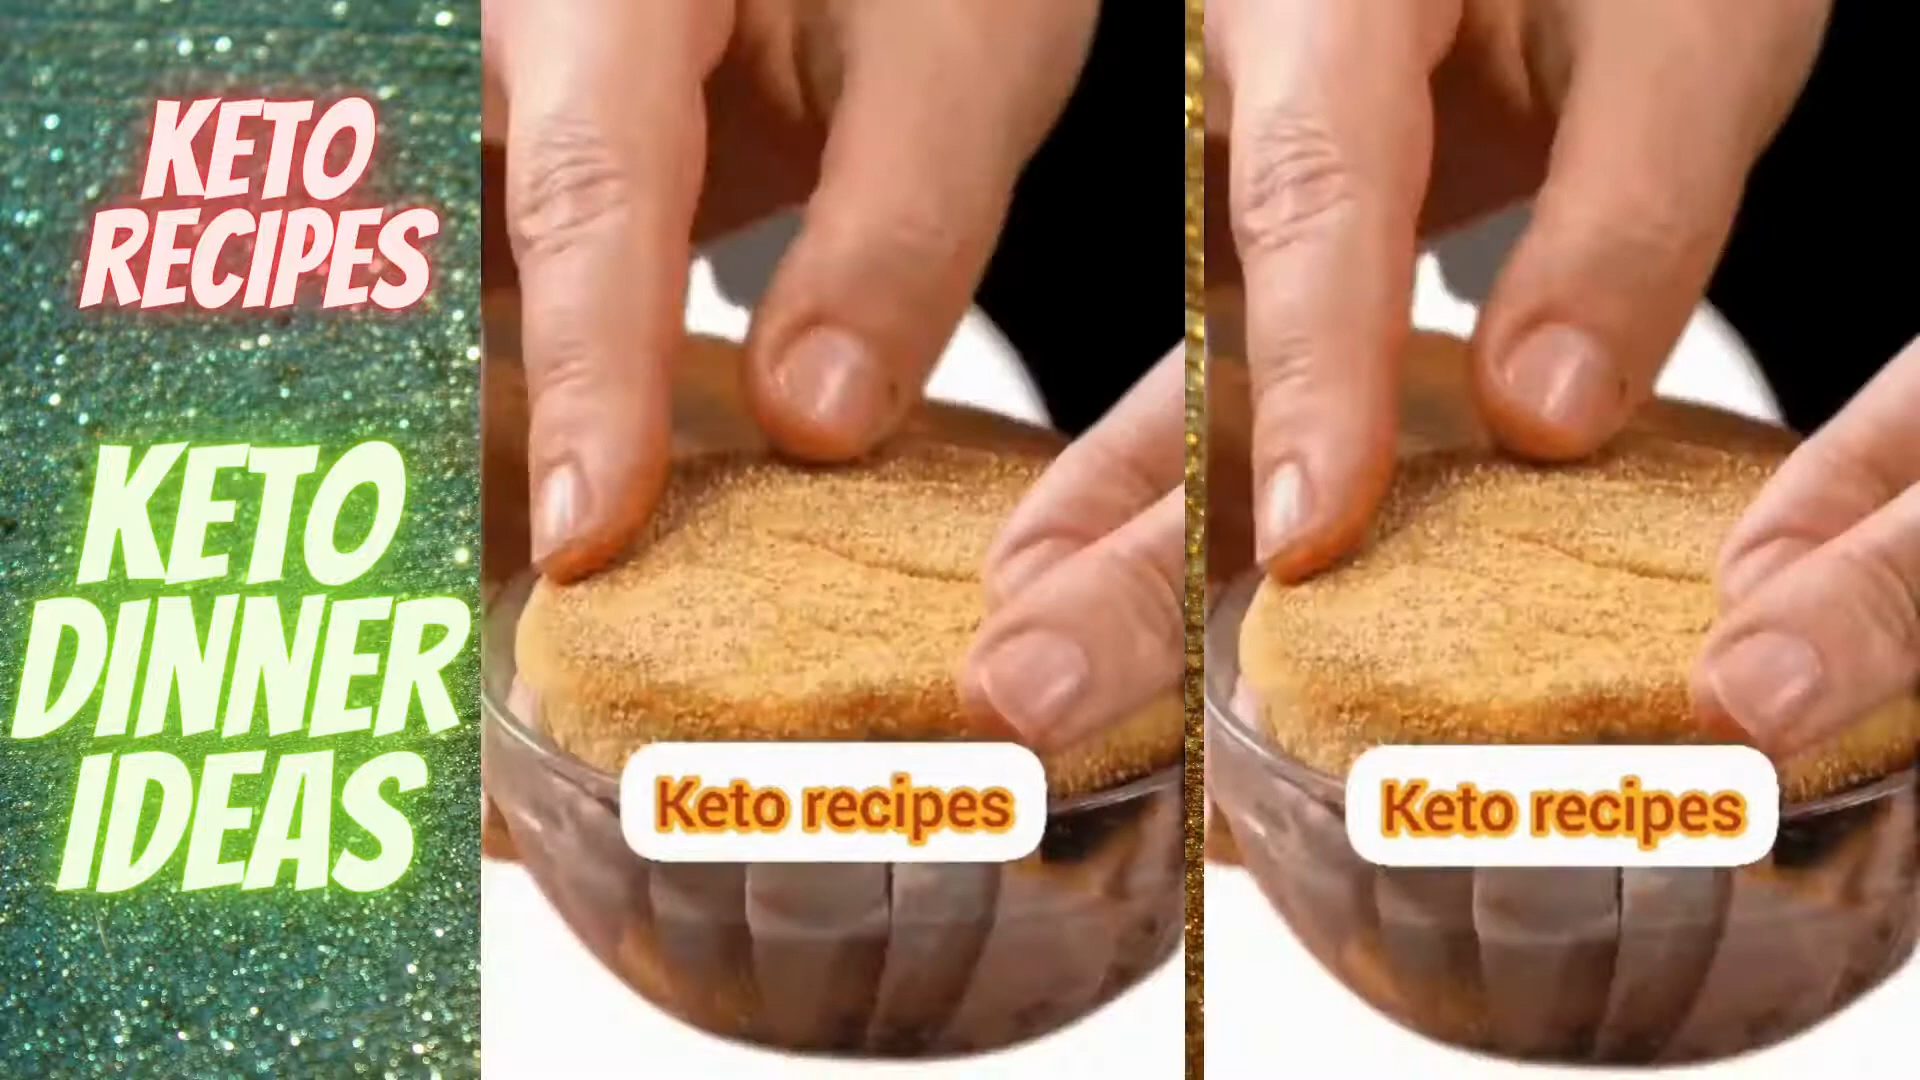 KETO
RECIPES
KETO
DINNER
IDEAS
Keto recipes
Keto recipes